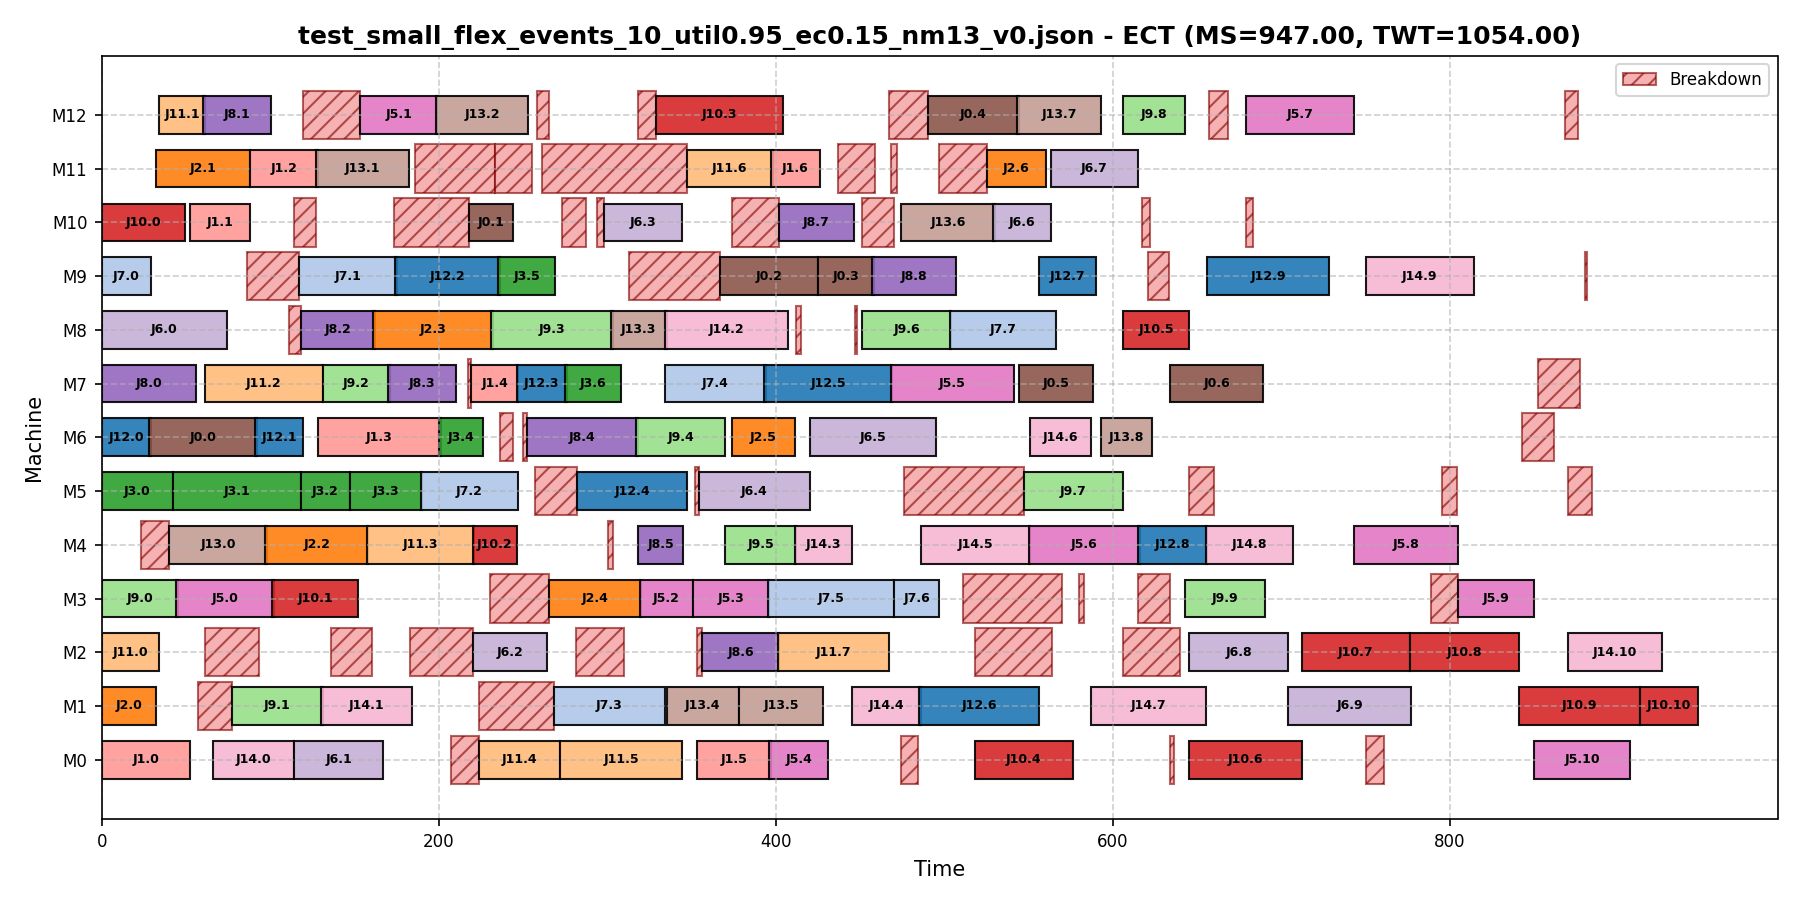 test_small_flex_events_10_util0.95_ec0.15_nm13_v0.json - ECT (MS=947.00, TWT=1054.00)
Breakdown
M12 J11.1 J8.1 J5.1 J13.2 J10.3 J0.4 J13.7 J9.8 J5.7
M11 J2.1 J1.2 J13.1 J11.6 J1.6 J2.6 J6.7
M10 J10.0 J1.1 J0.1 J6.3 J8.7 J13.6 J6.6
M9 J7.0 J7.1 J12.2 J3.5 J0.2 J0.3 J8.8 J12.7 J12.9 J14.9
M8 J6.0 J8.2 J2.3 J9.3 J13.3 J14.2 J9.6 J7.7 J10.5
M7 J8.0 J11.2 J9.2 J8.3 J1.4 J12.3 J3.6 J7.4 J12.5 J5.5 J0.5 J0.6
M6 J12.0 J0.0 J12.1 J1.3 J3.4 J8.4 J9.4 J2.5 J6.5 J14.6 J13.8
M5 J3.0 J3.1 J3.2 J3.3 J7.2 J12.4 J6.4 J9.7
M4 J13.0 J2.2 J11.3 J10.2 J8.5 J9.5 J14.3 J14.5 J5.6 J12.8 J14.8 J5.8
M3 J9.0 J5.0 J10.1 J2.4 J5.2 J5.3 J7.5 J7.6 J9.9 J5.9
M2 J11.0 J6.2 J8.6 J11.7 J6.8 J10.7 J10.8 J14.10
M1 J2.0 J9.1 J14.1 J7.3 J13.4 J13.5 J14.4 J12.6 J14.7 J6.9 J10.9 J10.10
M0 J1.0 J14.0 J6.1 J11.4 J11.5 J1.5 J5.4 J10.4 J10.6 J5.10
Machine
0 200 400 600 800
Time